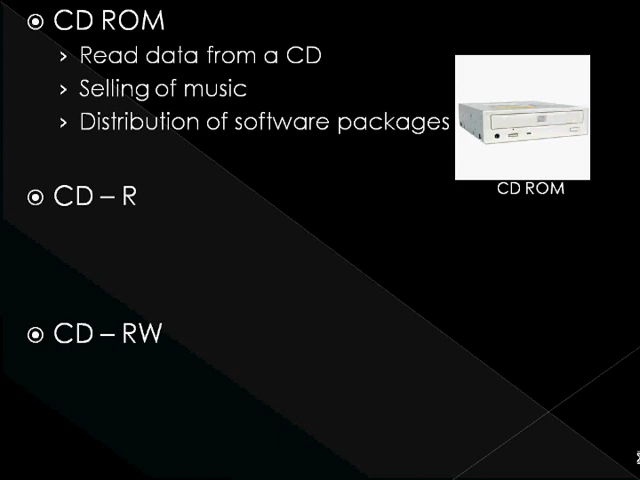 CD ROM
Read data from a CD
Selling of music
Distribution of software packages
CD ROM
CD – R
CD – RW